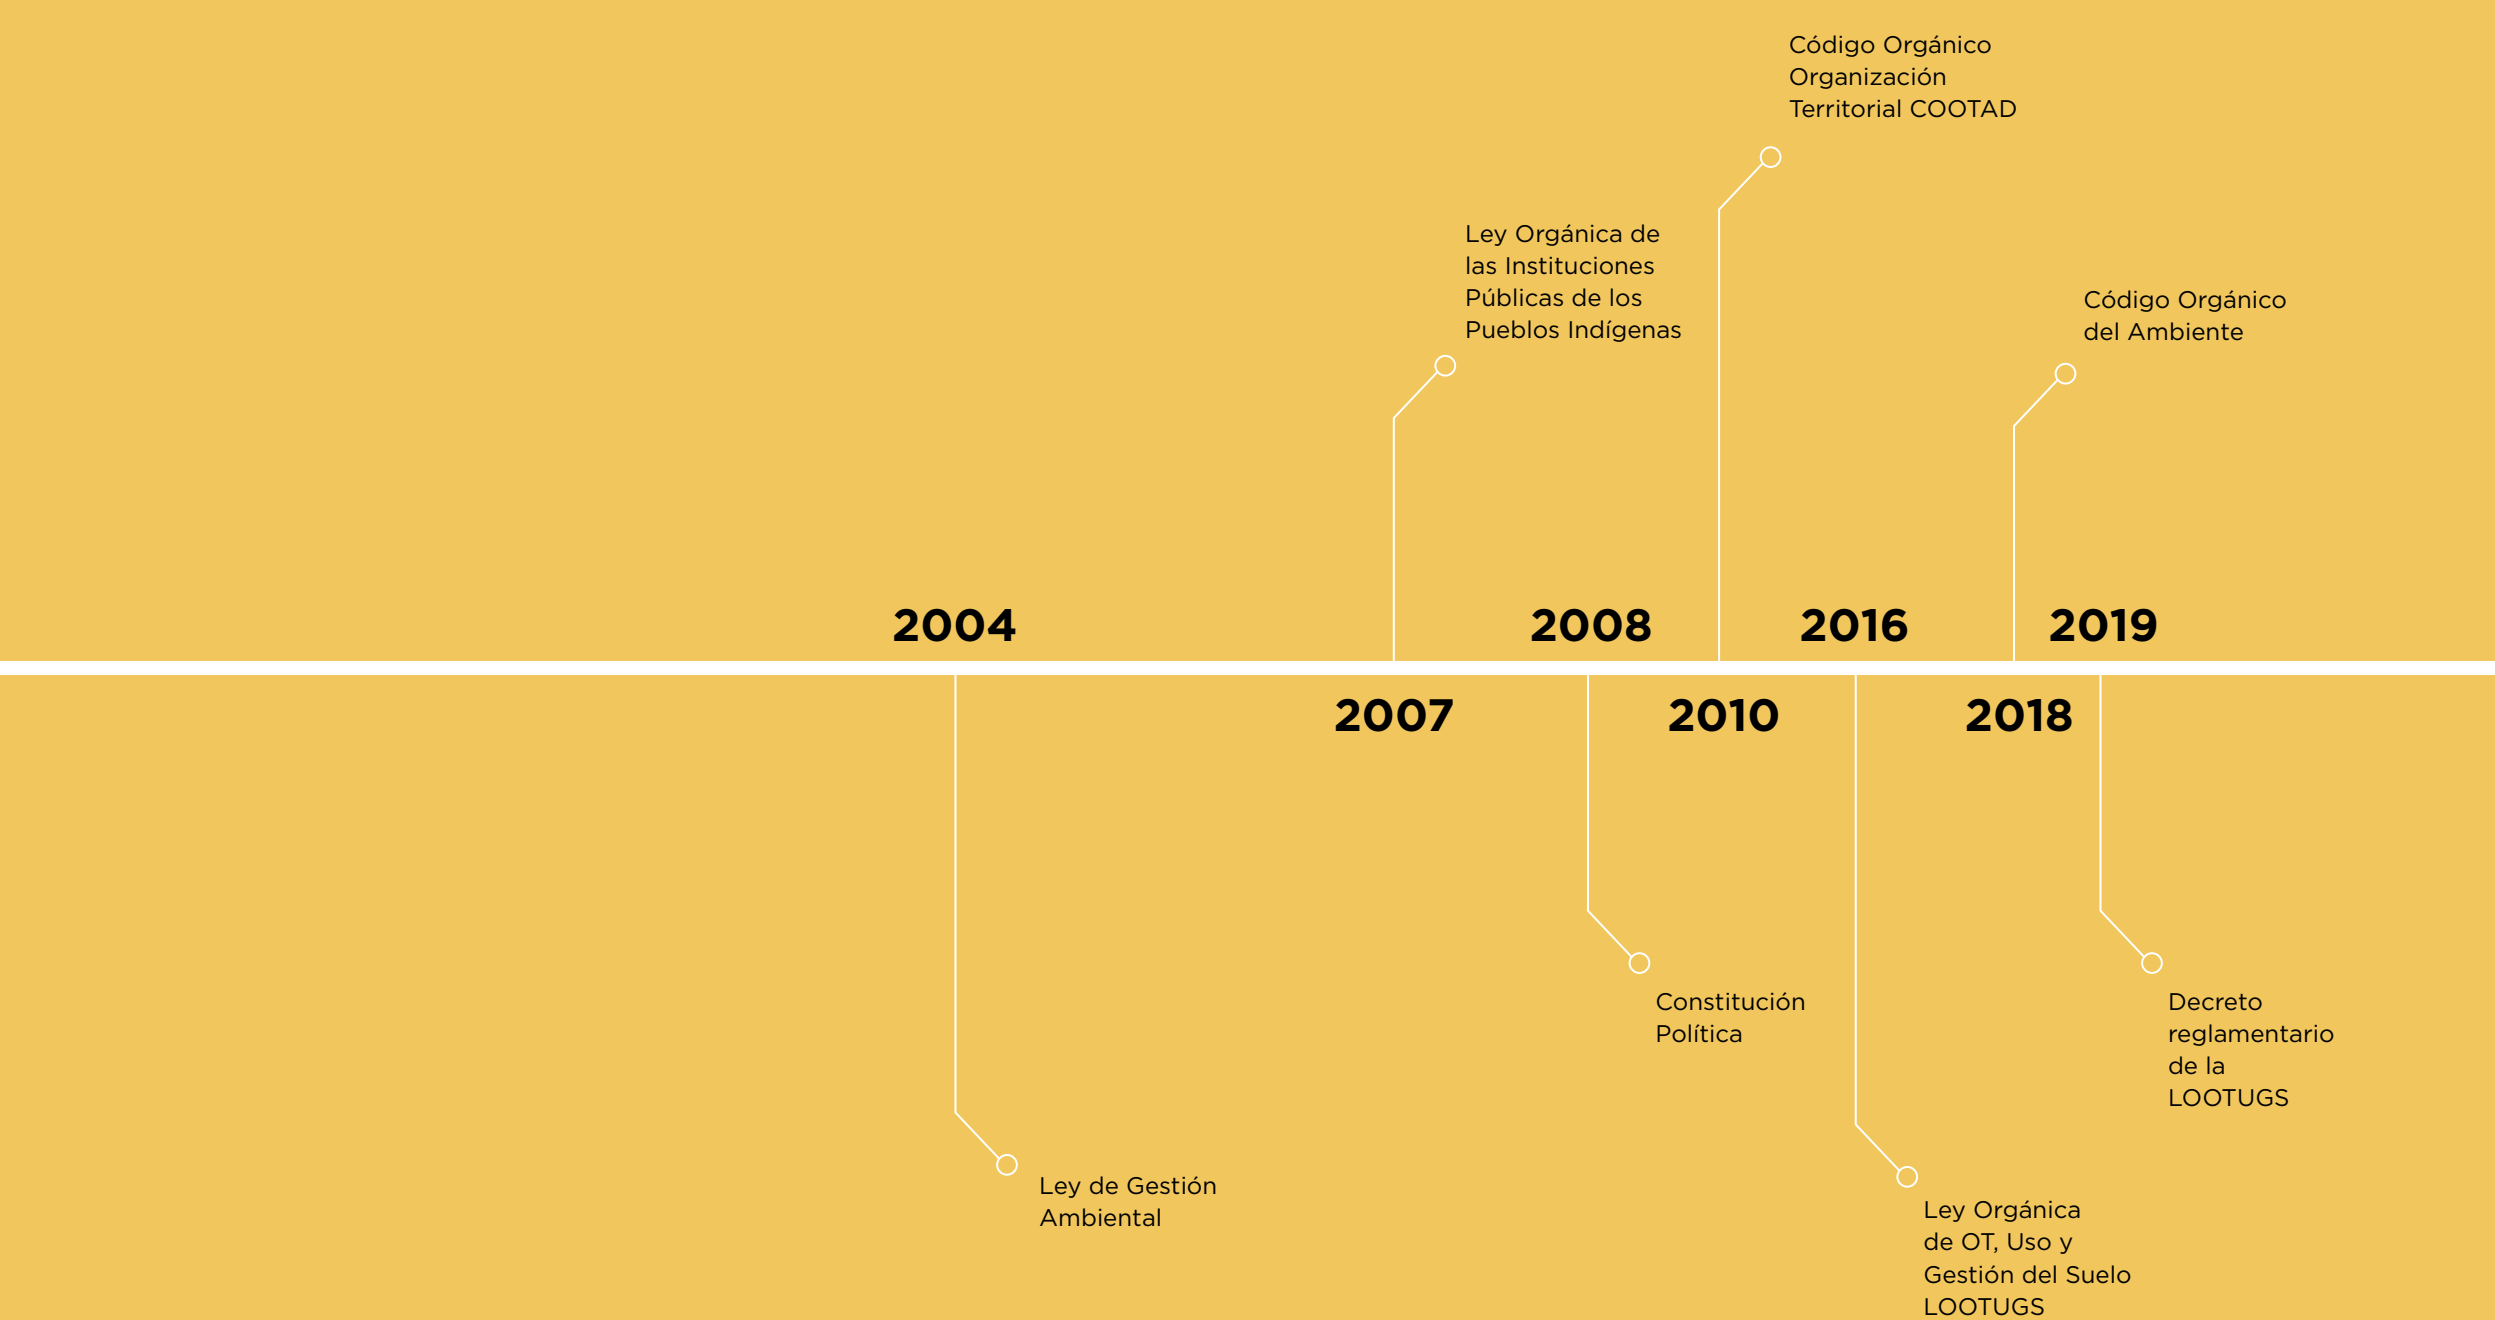 Código Orgánico
Organización
Territorial COOTAD
Ley Orgánica de
las Instituciones
Públicas de los
Pueblos Indígenas
Código Orgánico
del Ambiente
2004
2008
2016
2019
2007
2010
2018
Constitución
Política
Decreto
reglamentario
de la
LOOTUGS
Ley de Gestión
Ambiental
Ley Orgánica
de OT, Uso y
Gestión del Suelo
LOOTUGS